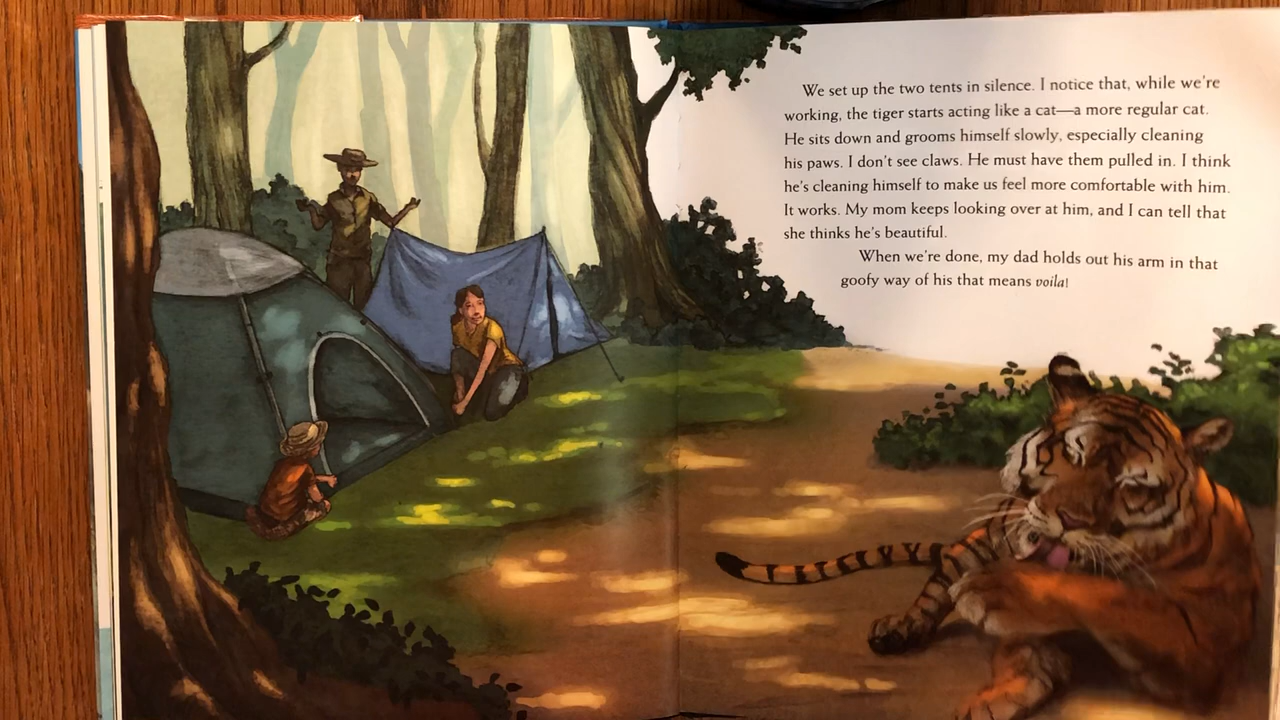 We set up the two tents in silence. I notice that, while we're
working, the tiger starts acting like a cat—a more regular cat.
He sits down and grooms himself slowly, especially cleaning
his paws. I don't see claws. He must have them pulled in. I think
he's cleaning himself to make us feel more comfortable with him.
It works. My mom keeps looking over at him, and I can tell that
she thinks he's beautiful.
When we're done, my dad holds out his arm in that
goofy way of his that means voila!